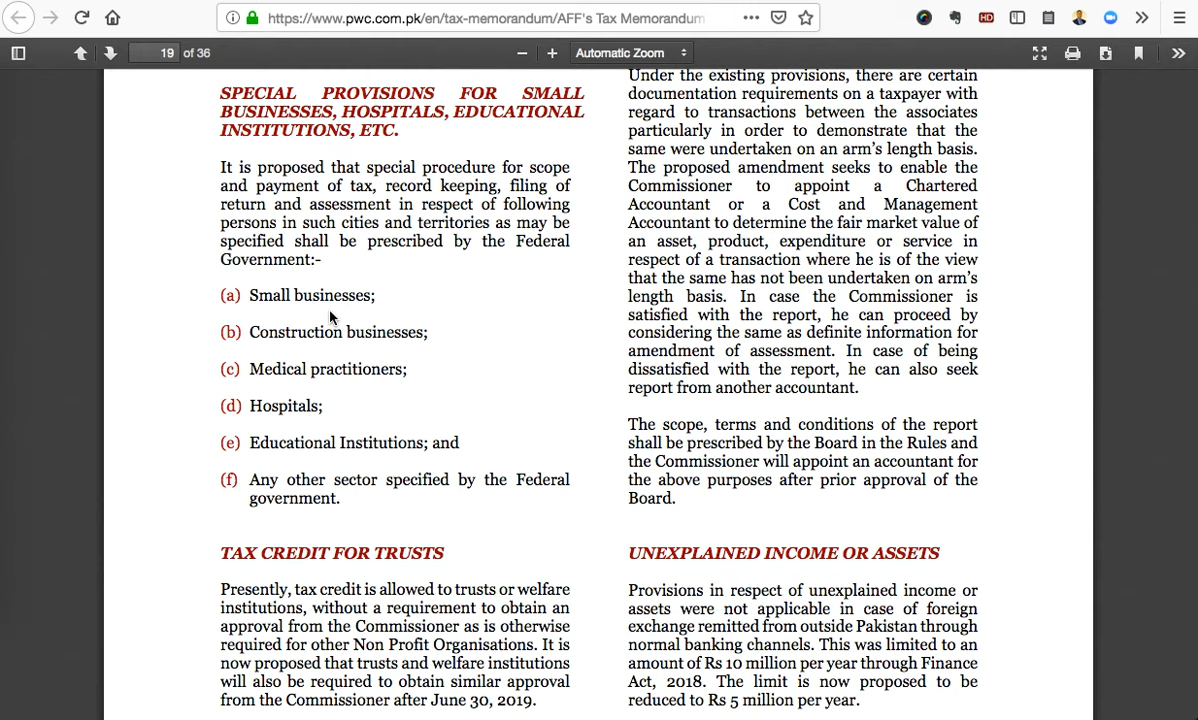 https://www.pwc.com.pk/en/tax-memorandum/AFF's Tax Memorandum
HD
19 of 36
Automatic Zoom
SPECIAL PROVISIONS FOR SMALL
BUSINESSES, HOSPITALS, EDUCATIONAL
INSTITUTIONS, ETC.
It is proposed that special procedure for scope
and payment of tax, record keeping, filing of
return and assessment in respect of following
persons in such cities and territories as may be
specified shall be prescribed by the Federal
Government:-
(a) Small businesses;
(b) Construction businesses;
(c) Medical practitioners;
(d) Hospitals;
(e) Educational Institutions; and
(f) Any other sector specified by the Federal
government.
TAX CREDIT FOR TRUSTS
Presently, tax credit is allowed to trusts or welfare
institutions, without a requirement to obtain an
approval from the Commissioner as is otherwise
required for other Non Profit Organisations. It is
now proposed that trusts and welfare institutions
will also be required to obtain similar approval
from the Commissioner after June 30, 2019.
Under the existing provisions, there are certain
documentation requirements on a taxpayer with
regard to transactions between the associates
particularly in order to demonstrate that the
same were undertaken on an arm's length basis.
The proposed amendment seeks to enable the
Commissioner to appoint a Chartered
Accountant or a Cost and Management
Accountant to determine the fair market value of
an asset, product, expenditure or service in
respect of a transaction where he is of the view
that the same has not been undertaken on arm's
length basis. In case the Commissioner is
satisfied with the report, he can proceed by
considering the same as definite information for
amendment of assessment. In case of being
dissatisfied with the report, he can also seek
report from another accountant.
The scope, terms and conditions of the report
shall be prescribed by the Board in the Rules and
the Commissioner will appoint an accountant for
the above purposes after prior approval of the
Board.
UNEXPLAINED INCOME OR ASSETS
Provisions in respect of unexplained income or
assets were not applicable in case of foreign
exchange remitted from outside Pakistan through
normal banking channels. This was limited to an
amount of Rs 10 million per year through Finance
Act, 2018. The limit is now proposed to be
reduced to Rs 5 million per year.